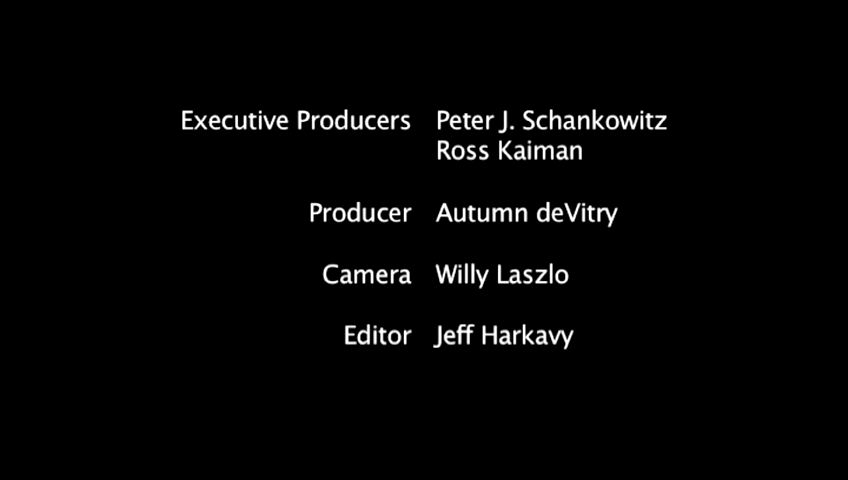 Executive Producers Peter J. Schankowitz
Ross Kaiman
Producer Autumn deVitry
Camera Willy Laszlo
Editor Jeff Harkavy